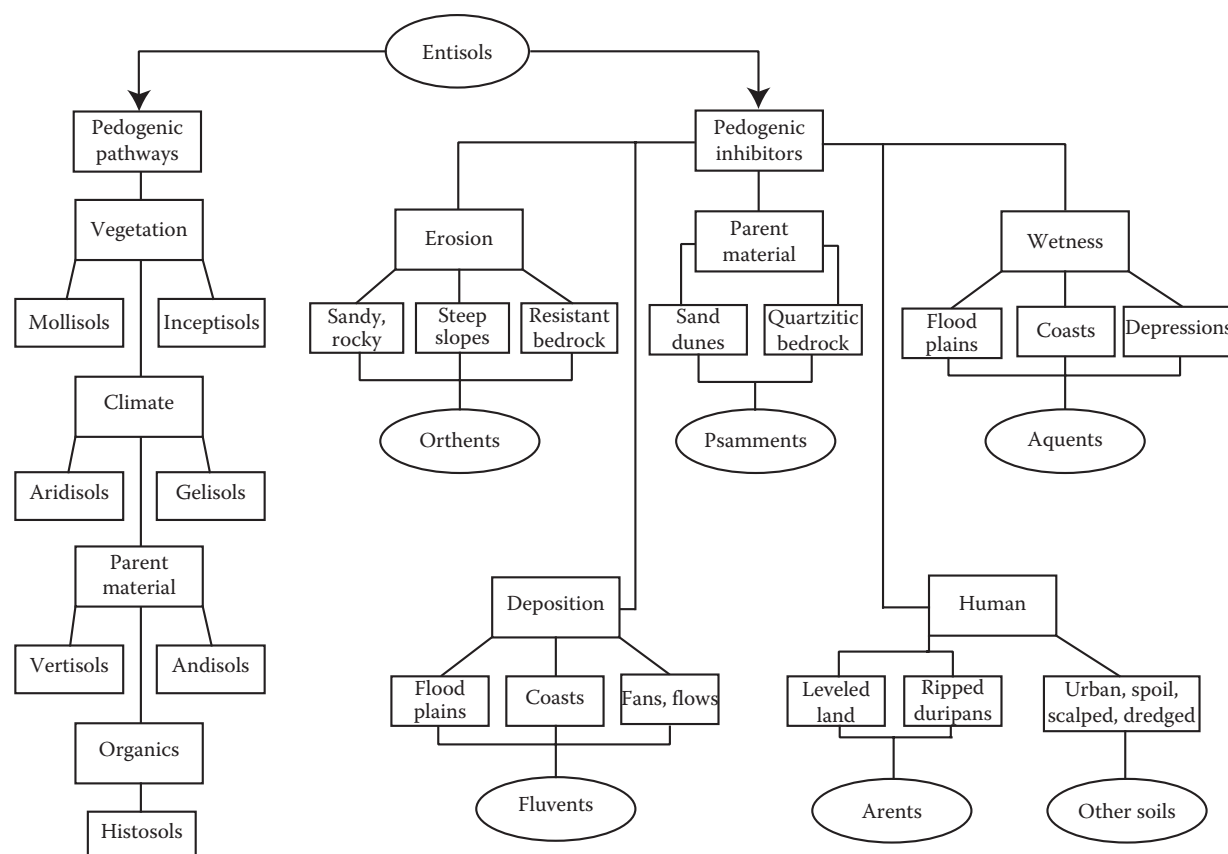 Entisols
Pedogenic
pathways
Vegetation
Mollisols
Inceptisols
Climate
Aridisols
Gelisols
Parent
material
Vertisols
Andisols
Organics
Histosols
Pedogenic
inhibitors
Erosion
Sandy,
rocky
Steep
slopes
Resistant
bedrock
Orthents
Parent
material
Sand
dunes
Quartzitic
bedrock
Psamments
Wetness
Flood
plains
Coasts
Depressions
Aquents
Deposition
Flood
plains
Coasts
Fans, flows
Fluvents
Human
Leveled
land
Ripped
duripans
Arents
Urban, spoil,
scalped, dredged
Other soils